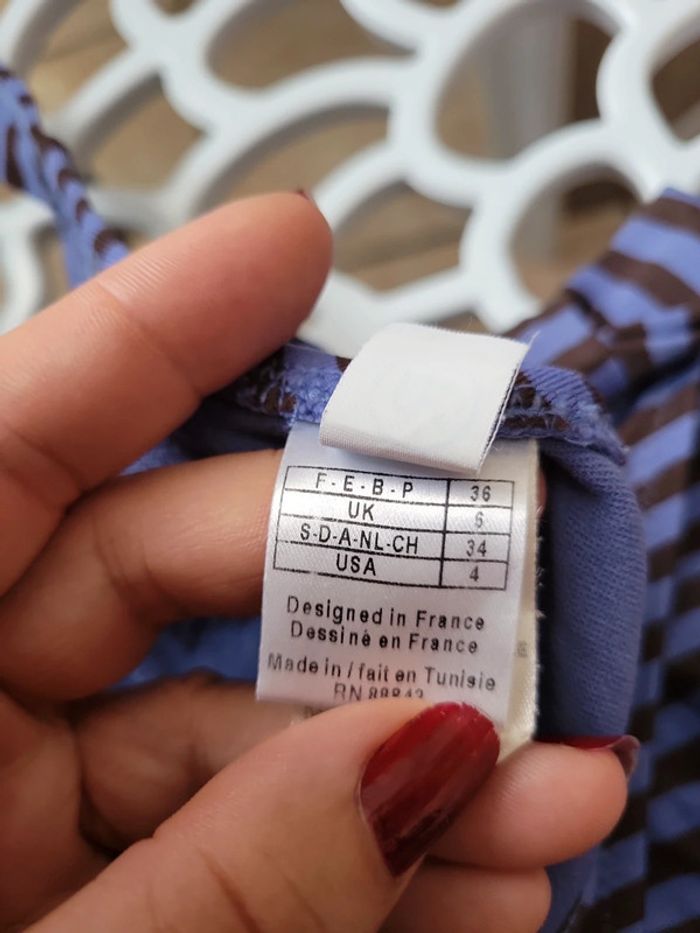 F-E-B-P 36
UK 6
S-D-A-NL-CH 34
USA 4
Designed in France
Dessiné en France
Made in / fait en Tunisie
RN 88842